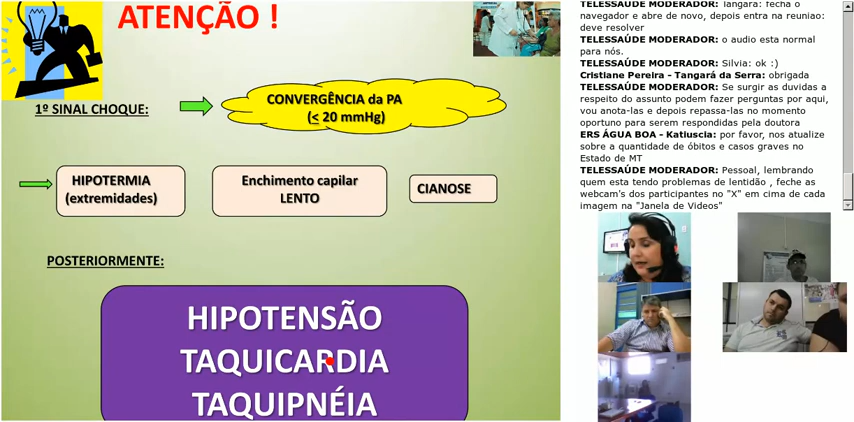 ATENÇÃO !
1º SINAL CHOQUE:
CONVERGÊNCIA da PA
(< 20 mmHg)
HIPOTERMIA
(extremidades)
Enchimento capilar
LENTO
CIANOSE
POSTERIORMENTE:
HIPOTENSÃO
TAQUICARDIA
TAQUIPNÉIA
TELESSAÚDE MODERADOR: Tangara: fecha o
navegador e abre de novo, depois entra na reuniao:
deve resolver
TELESSAÚDE MODERADOR: o audio esta normal
para nós.
TELESSAÚDE MODERADOR: Silvia: ok :)
Cristiane Pereira - Tangará da Serra: obrigada
TELESSAÚDE MODERADOR: Se surgir as duvidas a
respeito do assunto podem fazer perguntas por aqui,
vou anota-las e depois repassa-las no momento
oportuno para serem respondidas pela doutora
ERS ÁGUA BOA - Katiuscia: por favor, nos atualize
sobre a quantidade de óbitos e casos graves no
Estado de MT
TELESSAÚDE MODERADOR: Pessoal, lembrando
quem esta tendo problemas de lentidão , feche as
webcam's dos participantes no "X" em cima de cada
imagem na "Janela de Videos"